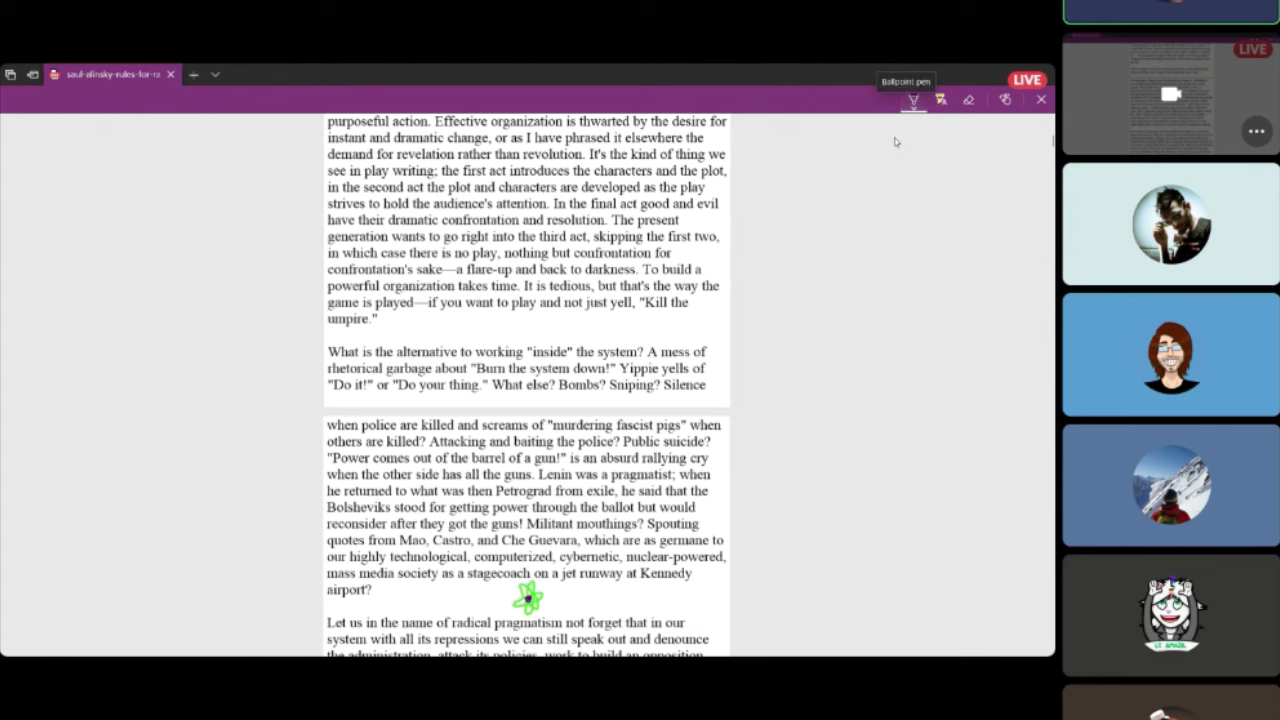 Ballpoint pen
saul-alinsky-rules-for-ra
LIVE
LIVE
purposeful action. Effective organization is thwarted by the desire for
instant and dramatic change, or as I have phrased it elsewhere the
demand for revelation rather than revolution. It's the kind of thing we
see in play writing; the first act introduces the characters and the plot,
in the second act the plot and characters are developed as the play
strives to hold the audience's attention. In the final act good and evil
have their dramatic confrontation and resolution. The present
generation wants to go right into the third act, skipping the first two,
in which case there is no play, nothing but confrontation for
confrontation's sake—a flare-up and back to darkness. To build a
powerful organization takes time. It is tedious, but that's the way the
game is played—if you want to play and not just yell, "Kill the
umpire."
What is the alternative to working "inside" the system? A mess of
rhetorical garbage about "Burn the system down!" Yippie yells of
"Do it!" or "Do your thing." What else? Bombs? Sniping? Silence
when police are killed and screams of "murdering fascist pigs" when
others are killed? Attacking and baiting the police? Public suicide?
"Power comes out of the barrel of a gun!" is an absurd rallying cry
when the other side has all the guns. Lenin was a pragmatist; when
he returned to what was then Petrograd from exile, he said that the
Bolsheviks stood for getting power through the ballot but would
reconsider after they got the guns! Militant mouthings? Spouting
quotes from Mao, Castro, and Che Guevara, which are as germane to
our highly technological, computerized, cybernetic, nuclear-powered,
mass media society as a stagecoach on a jet runway at Kennedy
airport?
Let us in the name of radical pragmatism not forget that in our
system with all its repressions we can still speak out and denounce
the administration, attack its policies, work to build an opposition